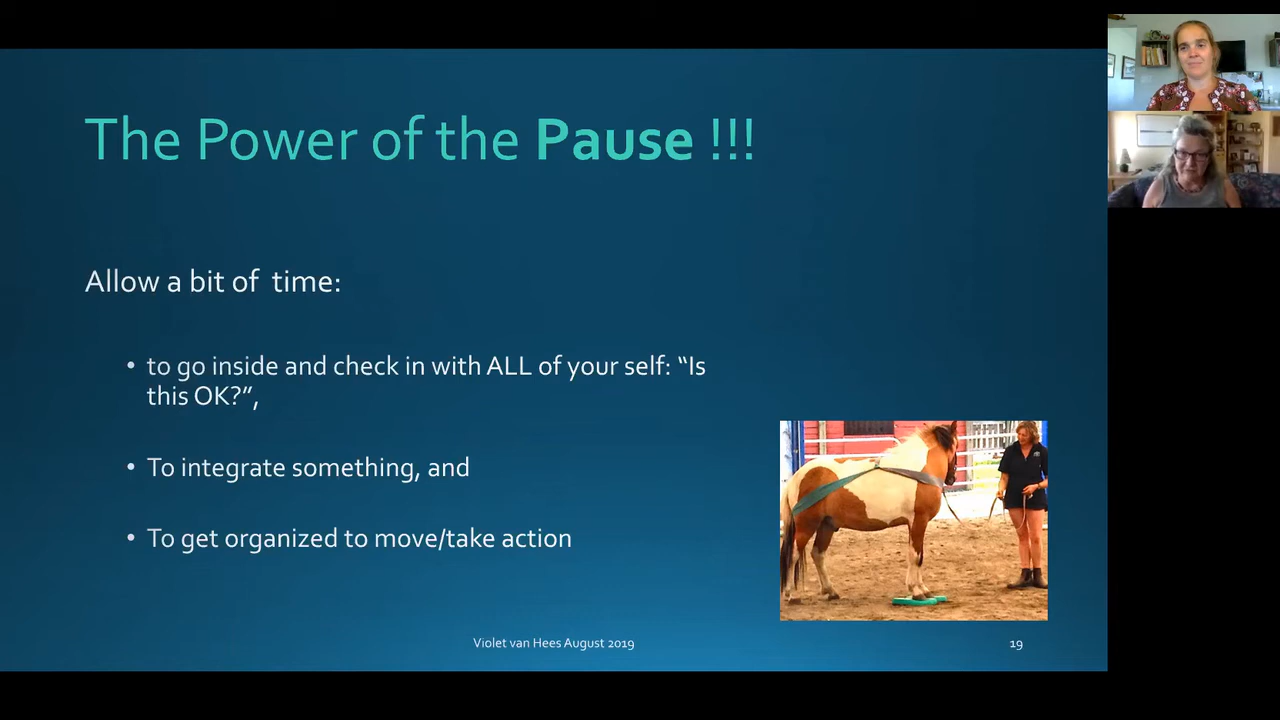 The Power of the Pause !!!
Allow a bit of  time:
• to go inside and check in with ALL of your self: “Is
this OK?”,
• To integrate something, and
• To get organized to move/take action
Violet van Hees August 2019
19